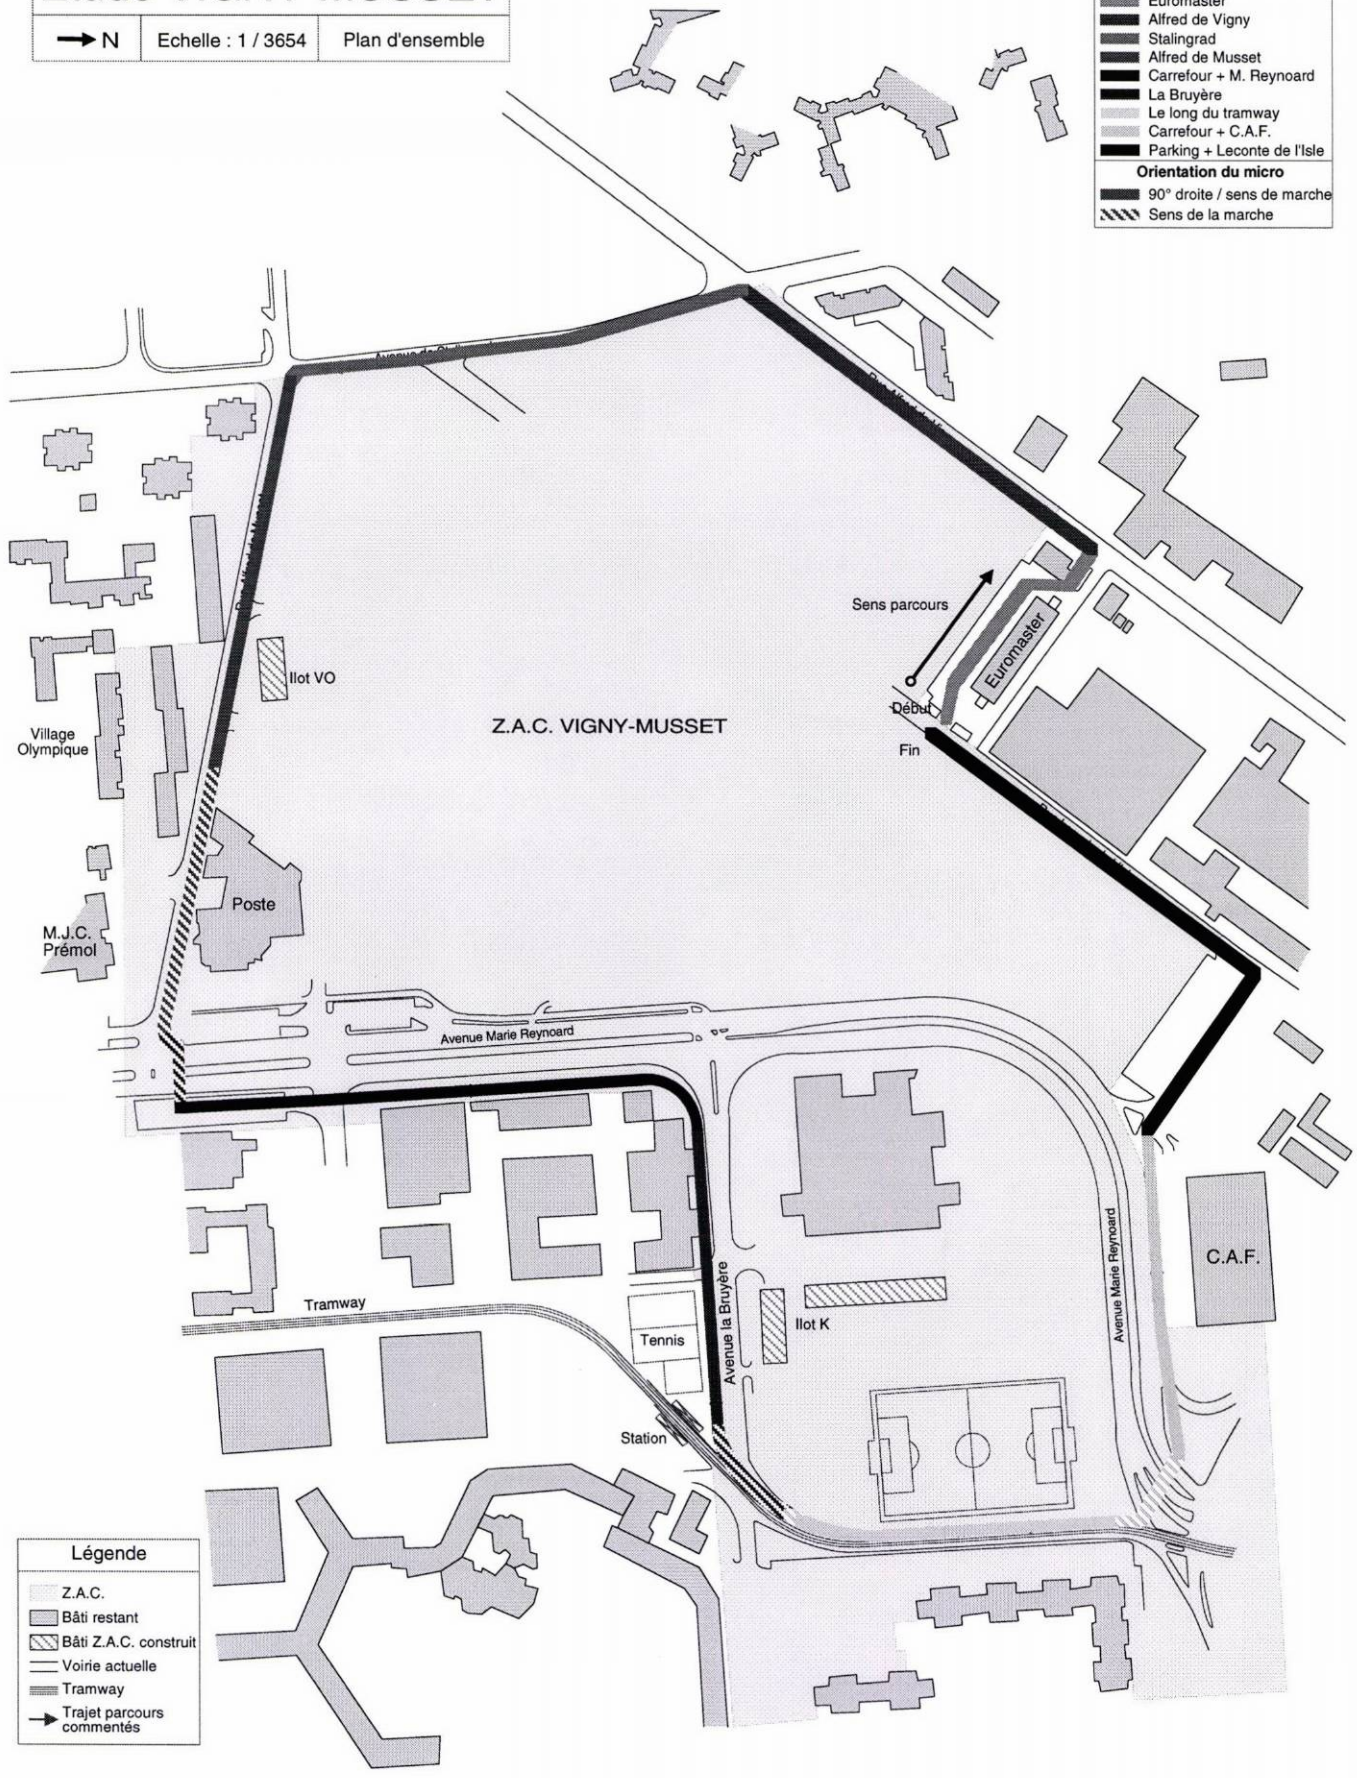 → N
Echelle : 1 / 3654
Plan d'ensemble
Euromaster
Alfred de Vigny
Stalingrad
Alfred de Musset
Carrefour + M. Reynoard
La Bruyère
Le long du tramway
Carrefour + C.A.F.
Parking + Leconte de l'Isle
Orientation du micro
90° droite / sens de marche
Sens de la marche
Sens parcours
Euromaster
Début
Fin
Ilot VO
Z.A.C. VIGNY-MUSSET
Village
Olympique
Poste
M.J.C.
Prémol
Avenue Marie Reynoard
Avenue Marie Reynoard
C.A.F.
Tramway
Tennis
Avenue la Bruyère
Ilot K
Station
Légende
Z.A.C.
Bâti restant
Bâti Z.A.C. construit
Voirie actuelle
Tramway
Trajet parcours
commentés